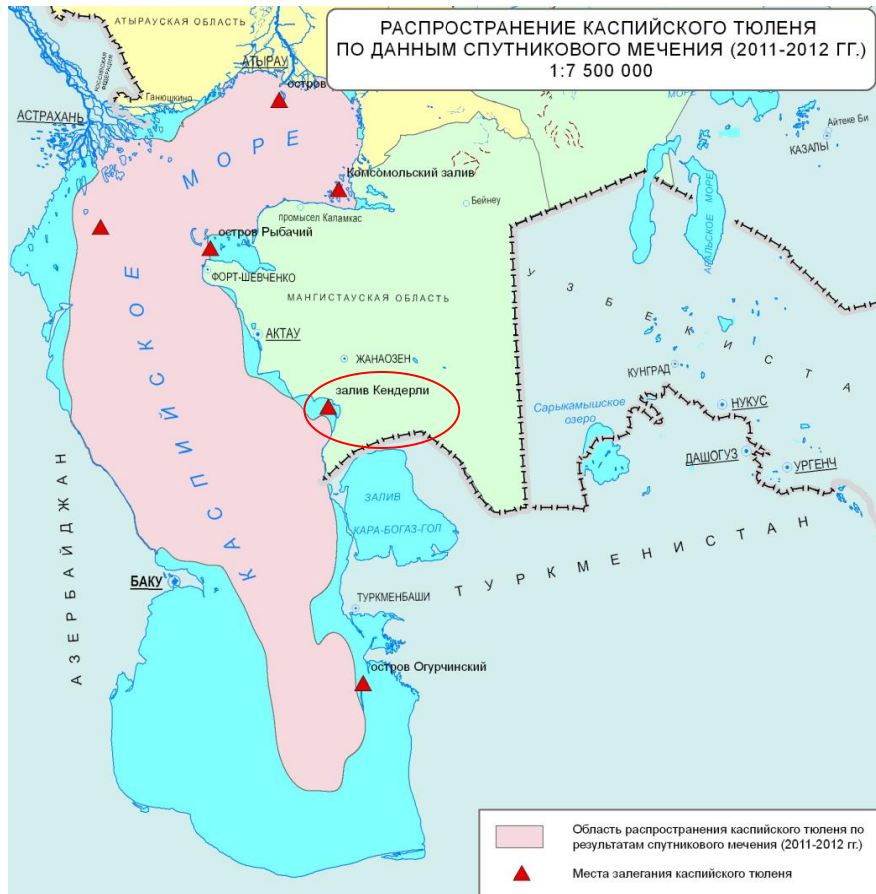 РАСПРОСТРАНЕНИЕ КАСПИЙСКОГО ТЮЛЕНЯ
ПО ДАННЫМ СПУТНИКОВОГО МЕЧЕНИЯ (2011-2012 ГГ.)
1:7 500 000
АТЫРАУСКАЯ ОБЛАСТЬ
РОССИЙСКАЯ
ФЕДЕРАЦИЯ
АТЫРАУ
Ганюшкино
остров
АСТРАХАНЬ
МОРЕ
Айтеке Би
КАЗАЛЫ
МОРЕ
Комсомольский залив
Бейнеу
промысел Каламкас
АРАЛЬСКОЕ МОРЕ
остров Рыбачий
ФОРТ-ШЕВЧЕНКО
МАНГИСТАУСКАЯ ОБЛАСТЬ
УЗБЕКИСТА
АКТАУ
ЖАНАОЗЕН
КУНГРАД
залив Кендерли
Сарыкамышское
озеро
НУКУС
КАСПИЙСКОЕ
ДАШОГУЗ
УРГЕНЧ
АЗЕРБАЙДЖАН
ЗАЛИВ
КАРА-БОГАЗ-ГОЛ
ТУРКМЕНИСТАН
БАКУ
ТУРКМЕНБАШИ
остров Огурчинский
Область распространения каспийского тюленя по
результатам спутникового мечения (2011-2012 гг.)
Места залегания каспийского тюленя